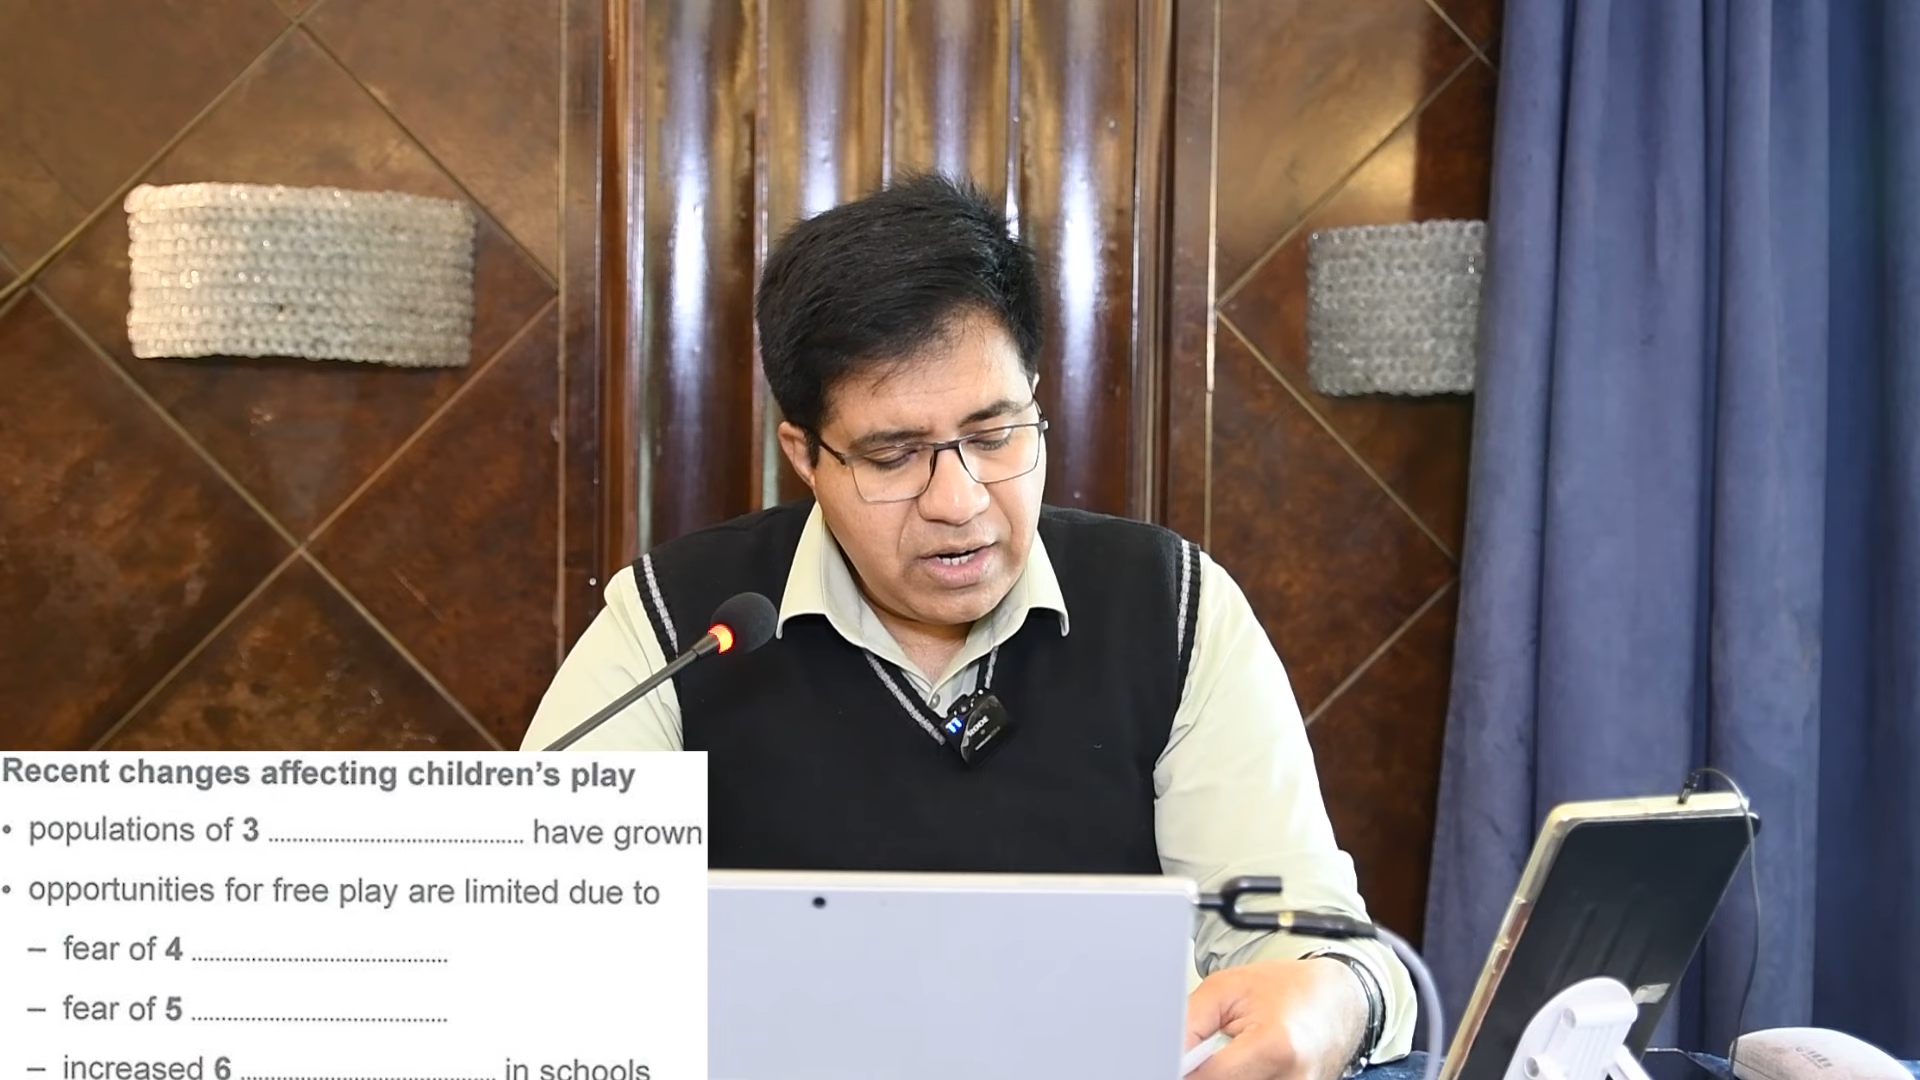 RODE
Recent changes affecting children’s play
• populations of 3 ........................................ have grown
• opportunities for free play are limited due to
– fear of 4 ........................................
– fear of 5 ........................................
– increased 6 ........................................ in schools